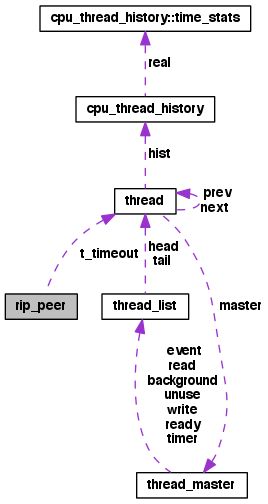 cpu_thread_history::time_stats
real
cpu_thread_history
hist
thread
prev
next
t_timeout
head
tail
rip_peer
thread_list
master
event
read
background
unuse
write
ready
timer
thread_master